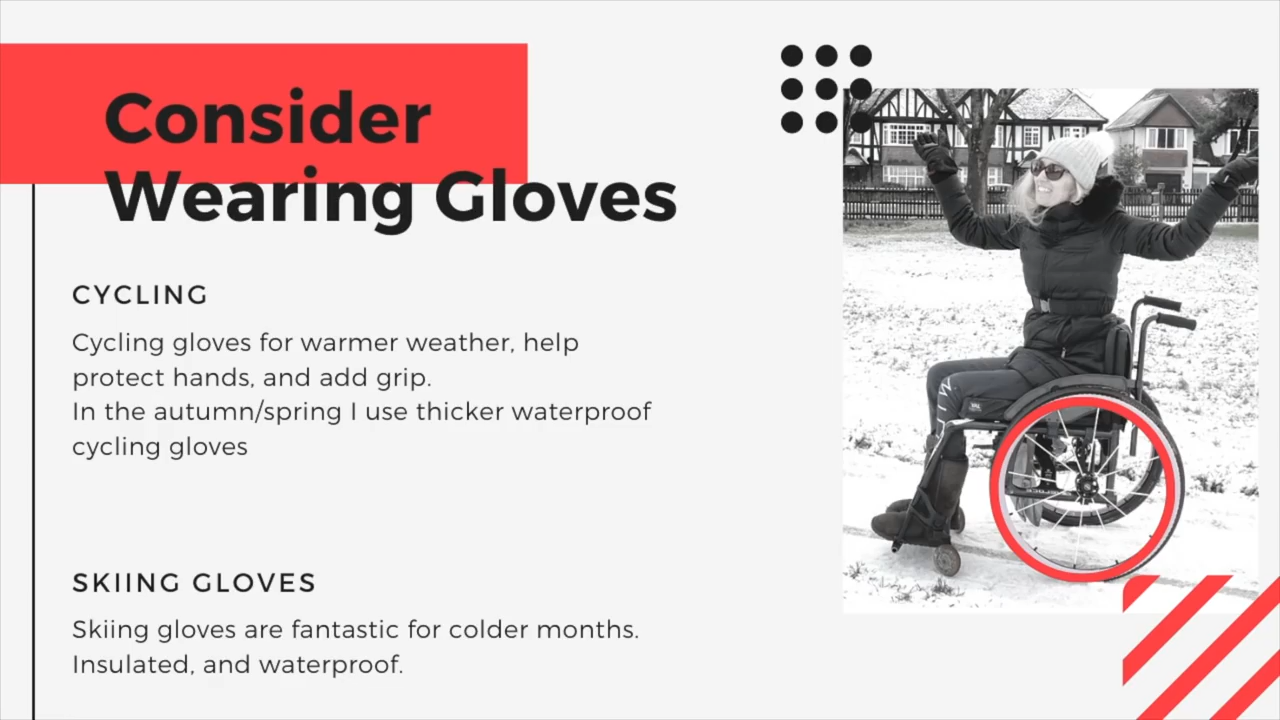 Consider
Wearing Gloves
CYCLING
Cycling gloves for warmer weather, help
protect hands, and add grip.
In the autumn/spring I use thicker waterproof
cycling gloves
SKIING GLOVES
Skiing gloves are fantastic for colder months.
Insulated, and waterproof.